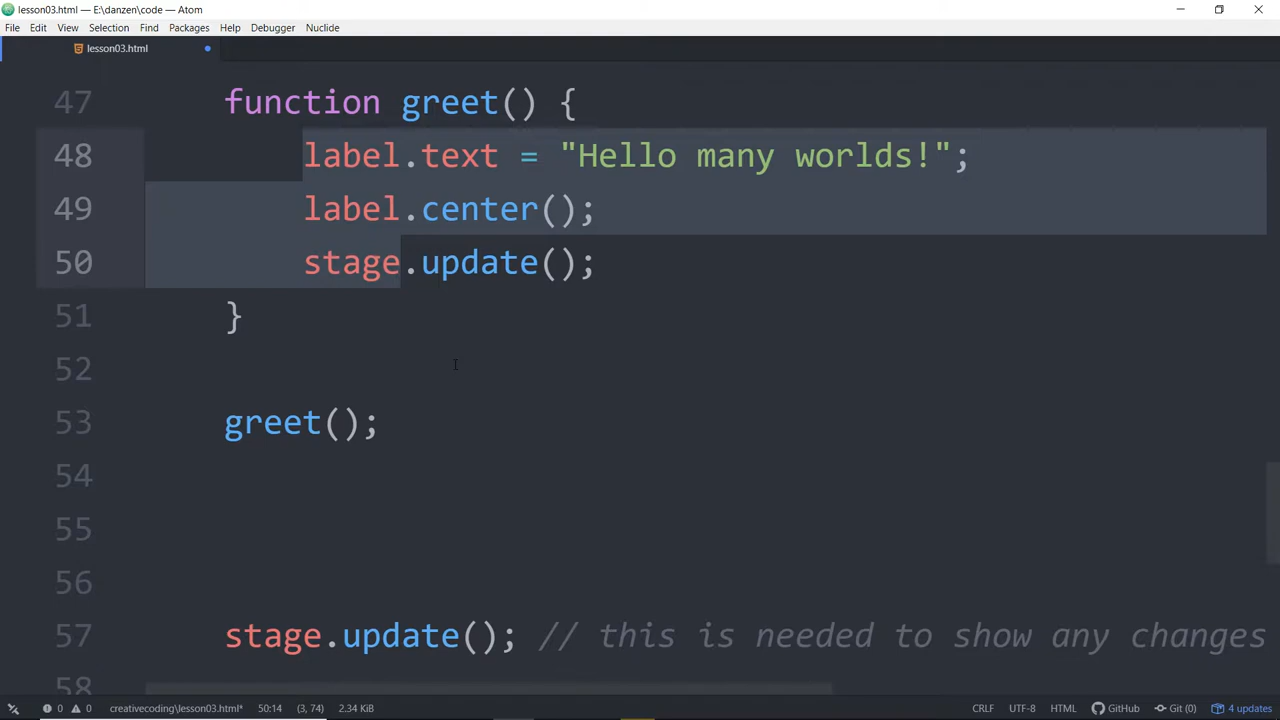 lesson03.html — E:\danzen\code — Atom
File Edit View Selection Find Packages Help Debugger Nuclide
lesson03.html
47 function greet() {
48 label.text = "Hello many worlds!";
49 label.center();
50 stage.update();
51 }
52
53 greet();
54
55
56
57 stage.update(); // this is needed to show any changes
58
0 0 creativecoding\lesson03.html* 50:14 (3, 74) 2.34 KiB CRLF UTF-8 HTML GitHub Git (0) 4 updates